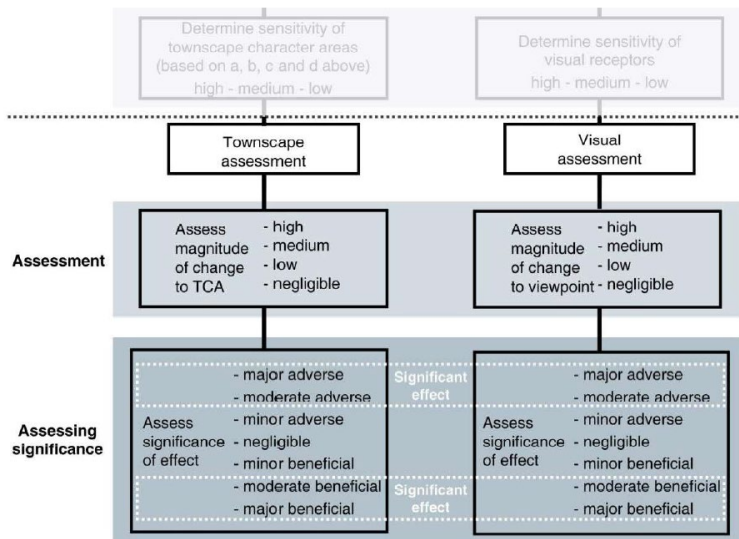 Determine sensitivity of
townscape character areas
(based on a, b, c and d above)
high - medium - low
Determine sensitivity of
visual receptors
high - medium - low
Townscape
assessment
Visual
assessment
Assessment
Assess
magnitude
of change
to TCA
- high
- medium
- low
- negligible
Assess
magnitude
of change
to viewpoint
- high
- medium
- low
- negligible
Assessing
significance
Assess
significance
of effect
- major adverse
- moderate adverse
- minor adverse
- negligible
- minor beneficial
- moderate beneficial
- major beneficial
Significant
effect
Significant
effect
Assess
significance
of effect
- major adverse
- moderate adverse
- minor adverse
- negligible
- minor beneficial
- moderate beneficial
- major beneficial